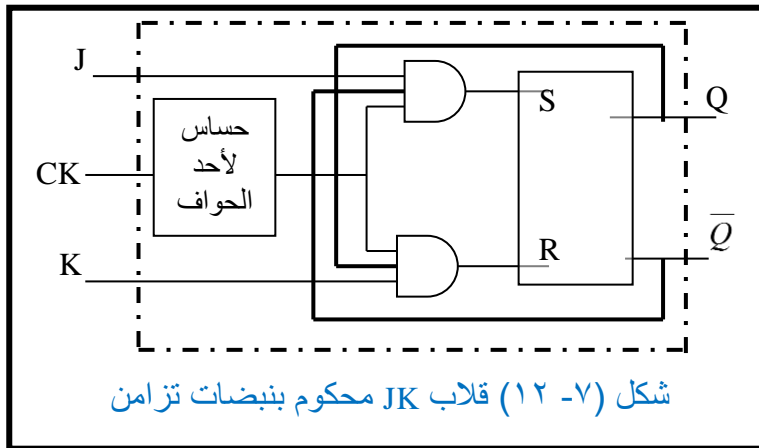 J
CK
K
حساس
لأحد
الحواف
S
R
Q
Q̅
شكل (٧- ١٢) قلاب JK محكوم بنبضات تزامن